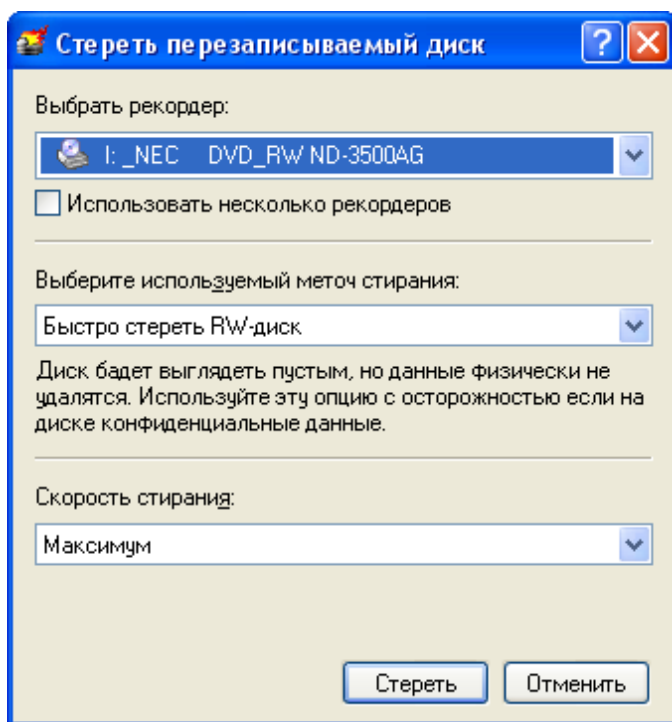 Стереть перезаписываемый диск
Выбрать рекордер:
I: _NEC DVD_RW ND-3500AG
Использовать несколько рекордеров
Выберите используемый меточ стирания:
Быстро стереть RW-диск
Диск бадет выглядеть пустым, но данные физически не
удалятся. Используйте эту опцию с осторожностью если на
диске конфиденциальные данные.
Скорость стирания:
Максимум
Стереть Отменить